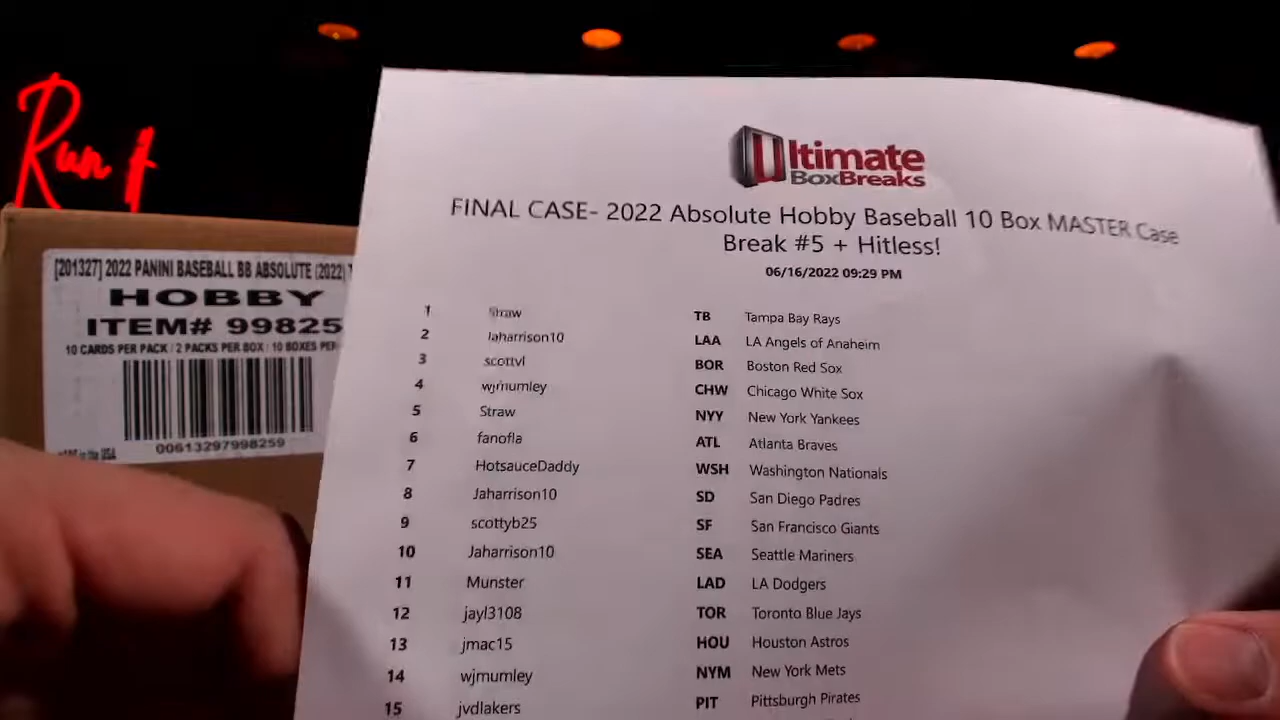 Run it
[201327] 2022 PANINI BASEBALL BB ABSOLUTE (2022)
HOBBY
ITEM# 99825
10 CARDS PER PACK / 2 PACKS PER BOX / 10 BOXES PER
00613297998259
in the USA
Ultimate
BoxBreaks
FINAL CASE- 2022 Absolute Hobby Baseball 10 Box MASTER Case
Break #5 + Hitless!
06/16/2022 09:29 PM
1 Straw TB Tampa Bay Rays
2 Jaharrison10 LAA LA Angels of Anaheim
3 scottvl BOR Boston Red Sox
4 wjmumley CHW Chicago White Sox
5 Straw NYY New York Yankees
6 fanofla ATL Atlanta Braves
7 HotsauceDaddy WSH Washington Nationals
8 Jaharrison10 SD San Diego Padres
9 scottyb25 SF San Francisco Giants
10 Jaharrison10 SEA Seattle Mariners
11 Munster LAD LA Dodgers
12 jayl3108 TOR Toronto Blue Jays
13 jmac15 HOU Houston Astros
14 wjmumley NYM New York Mets
15 jvdlakers PIT Pittsburgh Pirates